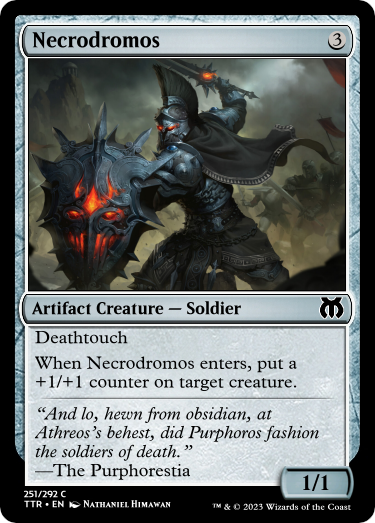 Necrodromos 3
Artifact Creature — Soldier
Deathtouch
When Necrodromos enters, put a
+1/+1 counter on target creature.
“And lo, hewn from obsidian, at
Athreos's behest, did Purphoros fashion
the soldiers of death.”
—The Purphorestia
1/1
251/292 C
TTR • EN Nathaniel Himawan
™ & © 2023 Wizards of the Coast